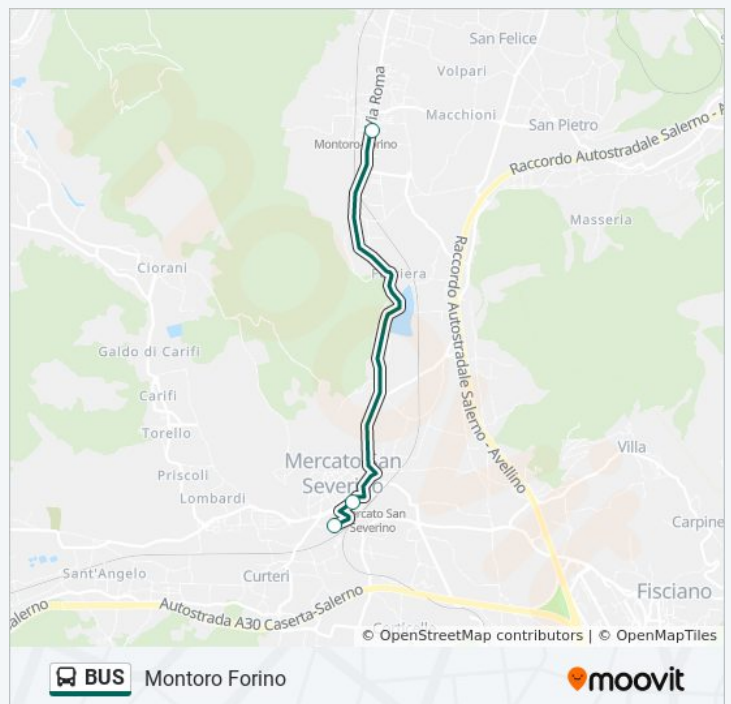 San Felice
Volpari
Via Roma
Macchioni
San Pietro
Montoro Forino
Raccordo Autostradale Salerno - A
Masseria
Ciorani
Raccordo Autostradale Salerno - Avellino
Galdo di Carifi
Carifi
Torello
Mercato San
Severino
Priscoli
Lombardi
Villa
Mercato San
Severino
Carpine
Sant'Angelo
Curteri
Fisciano
alerno
Autostrada A30 Caserta-Salerno
© OpenStreetMap contributors | © OpenMapTiles
BUS
Montoro Forino
moovit